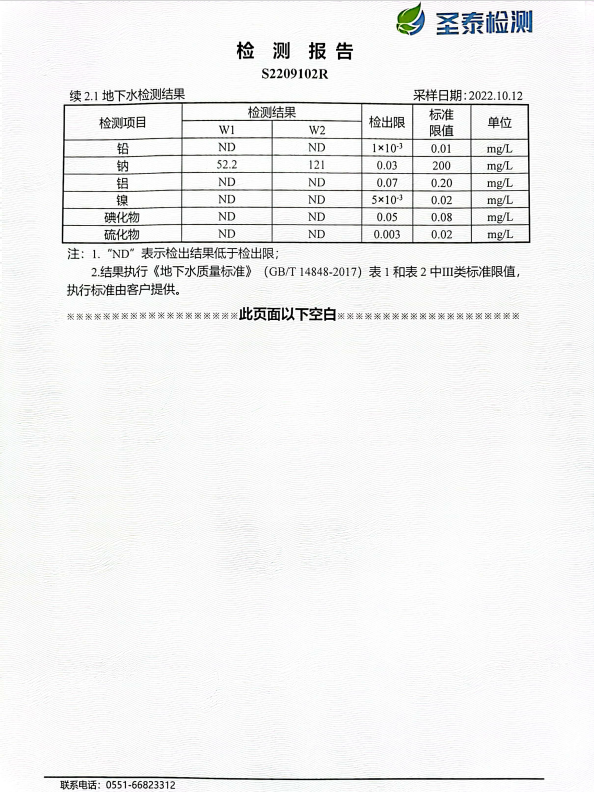 圣泰检测
检 测 报 告
S2209102R
续 2.1 地下水检测结果 采样日期：2022.10.12
检测项目 检测结果 检出限 标准限值 单位
W1 W2
铅 ND ND 1×10-3 0.01 mg/L
钠 52.2 121 0.03 200 mg/L
铝 ND ND 0.07 0.20 mg/L
镍 ND ND 5×10-3 0.02 mg/L
碘化物 ND ND 0.05 0.08 mg/L
硫化物 ND ND 0.003 0.02 mg/L
注：1.“ND”表示检出结果低于检出限；
2.结果执行《地下水质量标准》（GB/T 14848-2017）表 1 和表 2 中Ⅲ类标准限值，
执行标准由客户提供。
※※※※※※※※※※※※※※※※※※※此页面以下空白※※※※※※※※※※※※※※※※※※※※
联系电话：0551-66823312